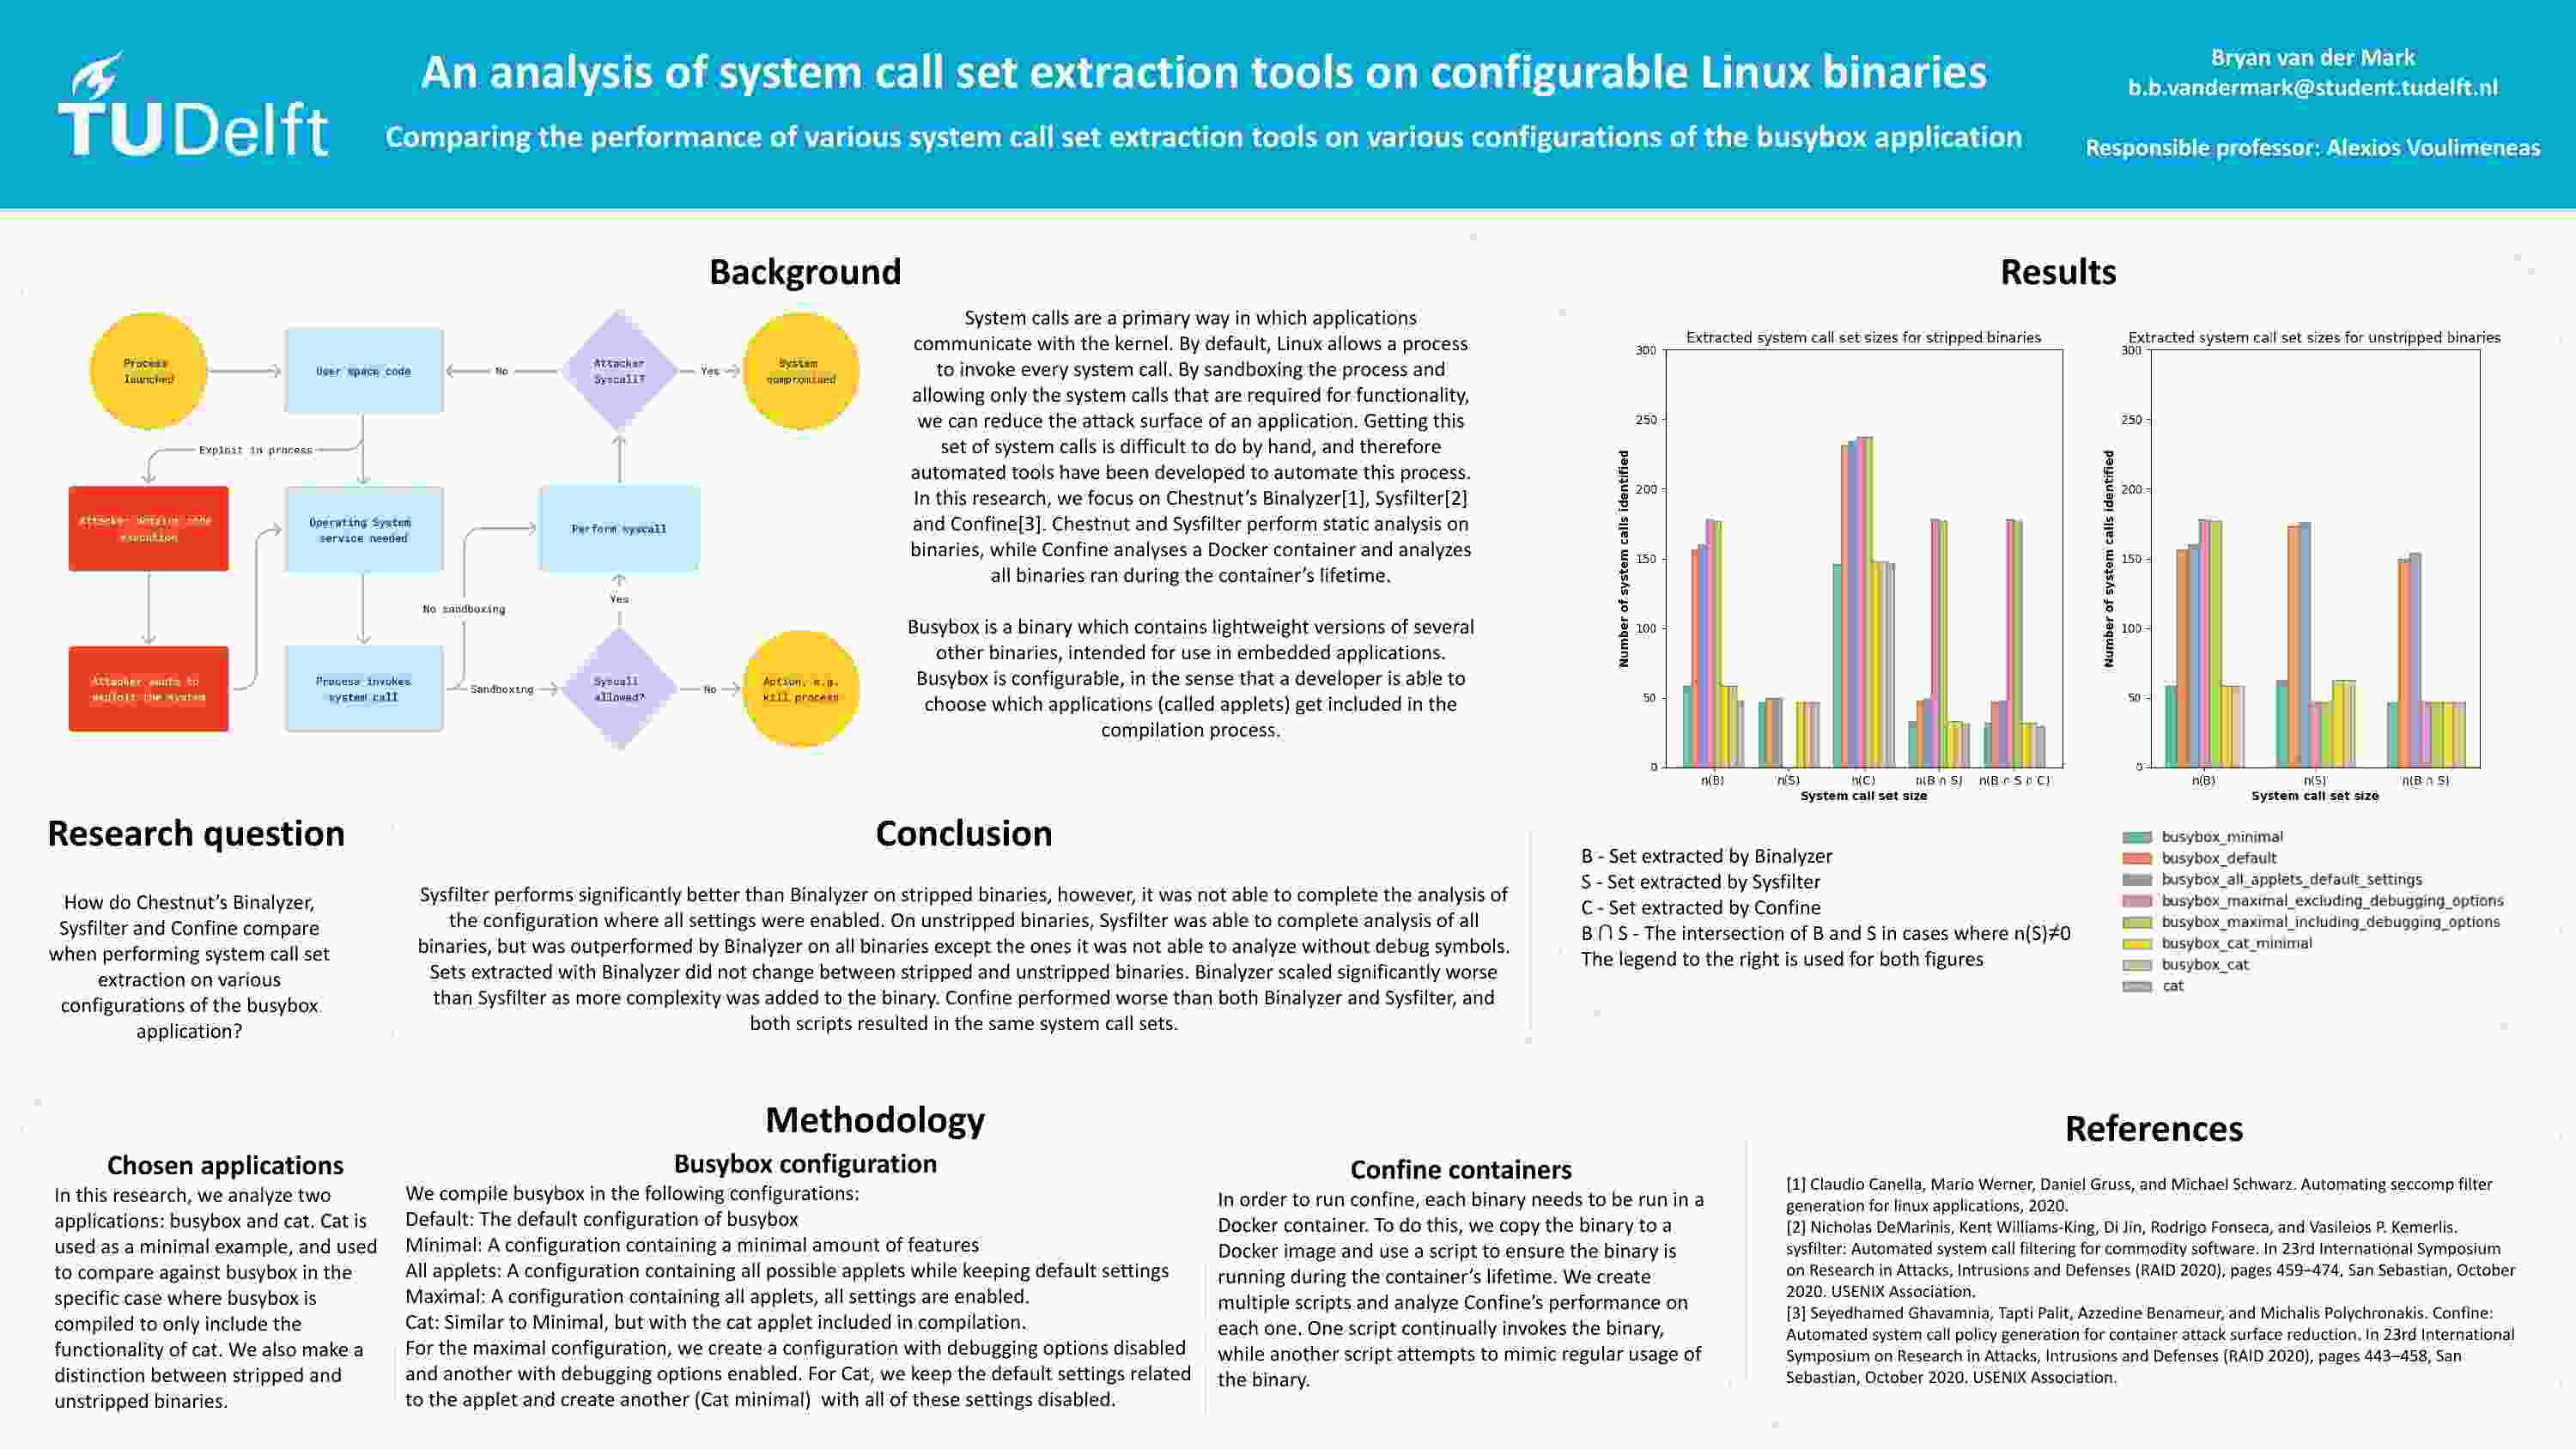 TUDelft
An analysis of system call set extraction tools on configurable Linux binaries
Comparing the performance of various system call set extraction tools on various configurations of the busybox application
Bryan van der Mark
b.b.vandermark@student.tudelft.nl
Responsible professor: Alexios Voulimeneas
Background
Process
launched
User space code
No
Attacker
Syscall?
Yes
System
compromised
Exploit in process
Attacker obtains code
execution
Operating System
service needed
Perform syscall
No sandboxing
Yes
Attacker wants to
exploit the system
Process invokes
system call
Sandboxing
Syscall
allowed?
No
Action, e.g.
kill process
System calls are a primary way in which applications
communicate with the kernel. By default, Linux allows a process
to invoke every system call. By sandboxing the process and
allowing only the system calls that are required for functionality,
we can reduce the attack surface of an application. Getting this
set of system calls is difficult to do by hand, and therefore
automated tools have been developed to automate this process.
In this research, we focus on Chestnut's Binalyzer[1], Sysfilter[2]
and Confine[3]. Chestnut and Sysfilter perform static analysis on
binaries, while Confine analyses a Docker container and analyzes
all binaries ran during the container's lifetime.
Busybox is a binary which contains lightweight versions of several
other binaries, intended for use in embedded applications.
Busybox is configurable, in the sense that a developer is able to
choose which applications (called applets) get included in the
compilation process.
Results
Extracted system call set sizes for stripped binaries
Number of system calls identified
300
250
200
150
100
50
0
n(B)
n(S)
n(C)
n(B ∩ S)
n(B ∩ S ∩ C)
System call set size
Extracted system call set sizes for unstripped binaries
Number of system calls identified
300
250
200
150
100
50
0
n(B)
n(S)
n(B ∩ S)
System call set size
B - Set extracted by Binalyzer
S - Set extracted by Sysfilter
C - Set extracted by Confine
B ⋂ S - The intersection of B and S in cases where n(S)≠0
The legend to the right is used for both figures
busybox_minimal
busybox_default
busybox_all_applets_default_settings
busybox_maximal_excluding_debugging_options
busybox_maximal_including_debugging_options
busybox_cat_minimal
busybox_cat
cat
Research question
How do Chestnut's Binalyzer,
Sysfilter and Confine compare
when performing system call set
extraction on various
configurations of the busybox
application?
Conclusion
Sysfilter performs significantly better than Binalyzer on stripped binaries, however, it was not able to complete the analysis of
the configuration where all settings were enabled. On unstripped binaries, Sysfilter was able to complete analysis of all
binaries, but was outperformed by Binalyzer on all binaries except the ones it was not able to analyze without debug symbols.
Sets extracted with Binalyzer did not change between stripped and unstripped binaries. Binalyzer scaled significantly worse
than Sysfilter as more complexity was added to the binary. Confine performed worse than both Binalyzer and Sysfilter, and
both scripts resulted in the same system call sets.
Methodology
Chosen applications
In this research, we analyze two
applications: busybox and cat. Cat is
used as a minimal example, and used
to compare against busybox in the
specific case where busybox is
compiled to only include the
functionality of cat. We also make a
distinction between stripped and
unstripped binaries.
Busybox configuration
We compile busybox in the following configurations:
Default: The default configuration of busybox
Minimal: A configuration containing a minimal amount of features
All applets: A configuration containing all possible applets while keeping default settings
Maximal: A configuration containing all applets, all settings are enabled.
Cat: Similar to Minimal, but with the cat applet included in compilation.
For the maximal configuration, we create a configuration with debugging options disabled
and another with debugging options enabled. For Cat, we keep the default settings related
to the applet and create another (Cat minimal) with all of these settings disabled.
Confine containers
In order to run confine, each binary needs to be run in a
Docker container. To do this, we copy the binary to a
Docker image and use a script to ensure the binary is
running during the container's lifetime. We create
multiple scripts and analyze Confine's performance on
each one. One script continually invokes the binary,
while another script attempts to mimic regular usage of
the binary.
References
[1] Claudio Canella, Mario Werner, Daniel Gruss, and Michael Schwarz. Automating seccomp filter
generation for linux applications, 2020.
[2] Nicholas DeMarinis, Kent Williams-King, Di Jin, Rodrigo Fonseca, and Vasileios P. Kemerlis.
sysfilter: Automated system call filtering for commodity software. In 23rd International Symposium
on Research in Attacks, Intrusions and Defenses (RAID 2020), pages 459–474, San Sebastian, October
2020. USENIX Association.
[3] Seyedhamed Ghavamnia, Tapti Palit, Azzedine Benameur, and Michalis Polychronakis. Confine:
Automated system call policy generation for container attack surface reduction. In 23rd International
Symposium on Research in Attacks, Intrusions and Defenses (RAID 2020), pages 443–458, San
Sebastian, October 2020. USENIX Association.